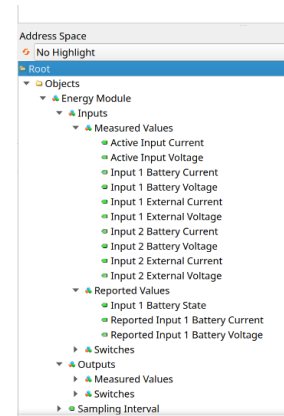 Address Space
No Highlight
Root
Objects
Energy Module
Inputs
Measured Values
Active Input Current
Active Input Voltage
Input 1 Battery Current
Input 1 Battery Voltage
Input 1 External Current
Input 1 External Voltage
Input 2 Battery Current
Input 2 Battery Voltage
Input 2 External Current
Input 2 External Voltage
Reported Values
Input 1 Battery State
Reported Input 1 Battery Current
Reported Input 1 Battery Voltage
Switches
Outputs
Measured Values
Switches
Sampling Interval